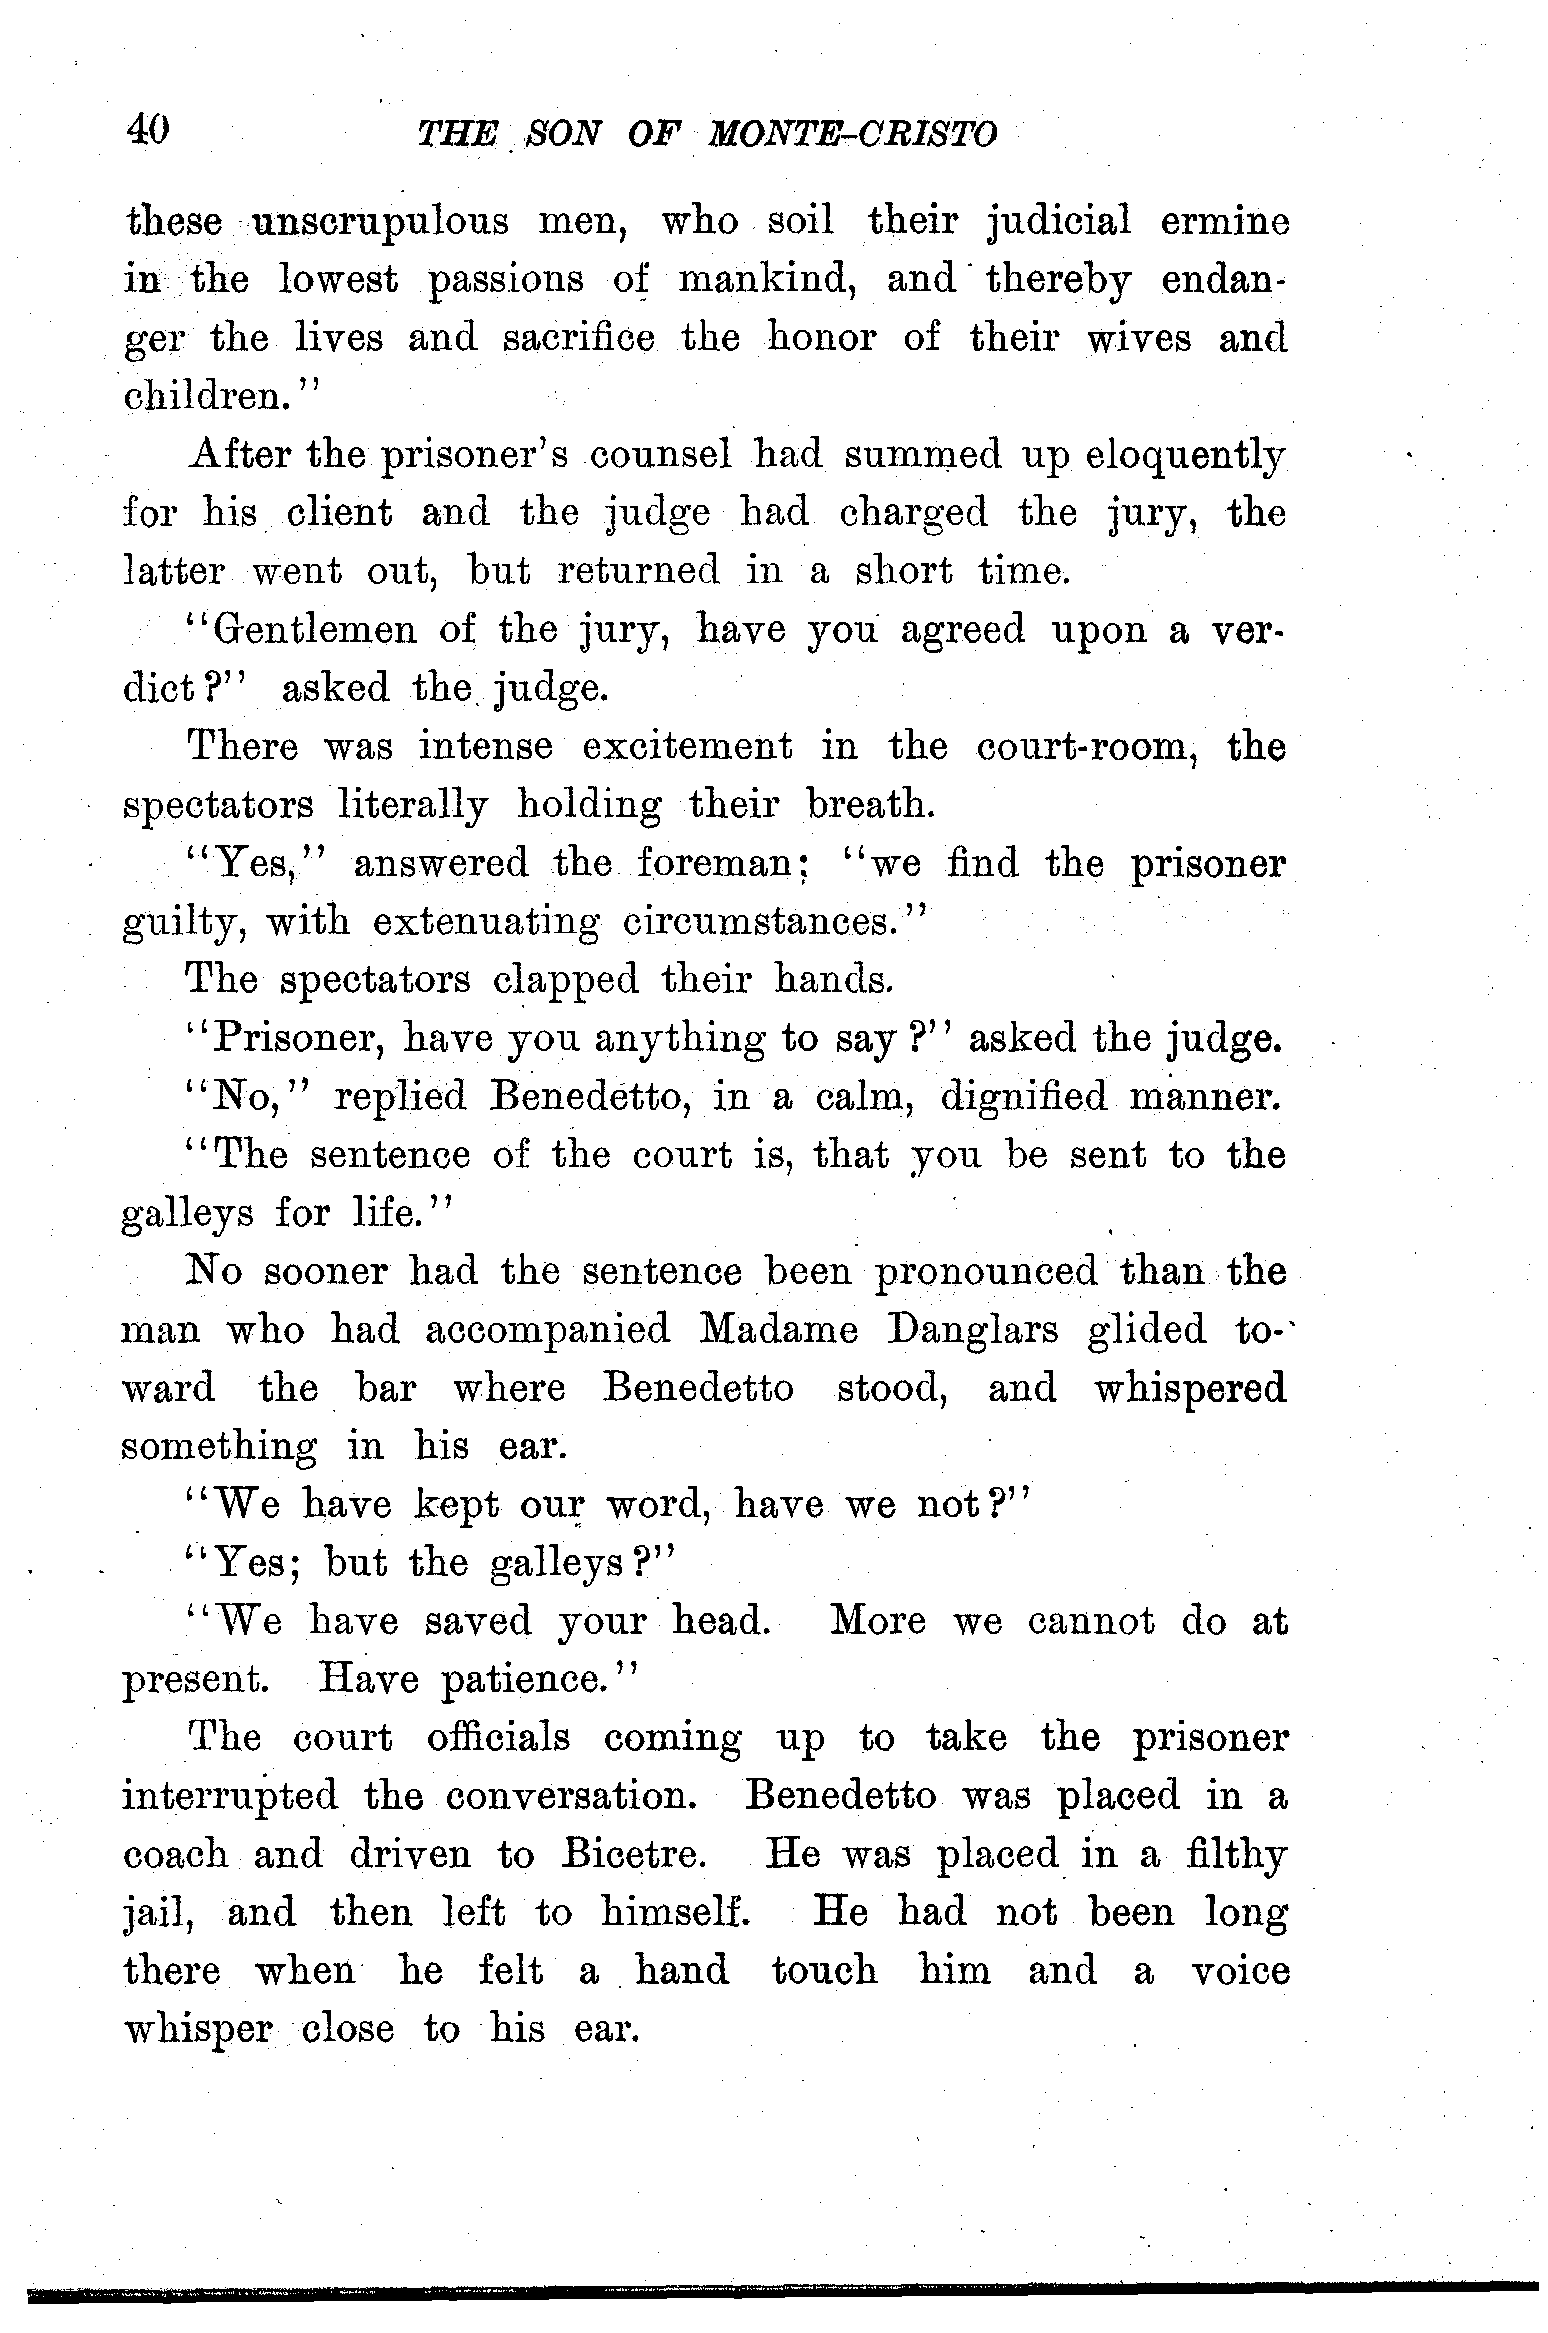 40 THE SON OF MONTE-CRISTO
these unscrupulous men, who soil their judicial ermine
in the lowest passions of mankind, and thereby endan-
ger the lives and sacrifice the honor of their wives and
children."
After the prisoner's counsel had summed up eloquently
for his client and the judge had charged the jury, the
latter went out, but returned in a short time.
"Gentlemen of the jury, have you agreed upon a ver-
dict?" asked the judge.
There was intense excitement in the court-room, the
spectators literally holding their breath.
"Yes," answered the foreman; "we find the prisoner
guilty, with extenuating circumstances."
The spectators clapped their hands.
"Prisoner, have you anything to say?" asked the judge.
"No," replied Benedetto, in a calm, dignified manner.
"The sentence of the court is, that you be sent to the
galleys for life."
No sooner had the sentence been pronounced than the
man who had accompanied Madame Danglars glided to-
ward the bar where Benedetto stood, and whispered
something in his ear.
"We have kept our word, have we not?"
"Yes; but the galleys?"
"We have saved your head. More we cannot do at
present. Have patience."
The court officials coming up to take the prisoner
interrupted the conversation. Benedetto was placed in a
coach and driven to Bicetre. He was placed in a filthy
jail, and then left to himself. He had not been long
there when he felt a hand touch him and a voice
whisper close to his ear.